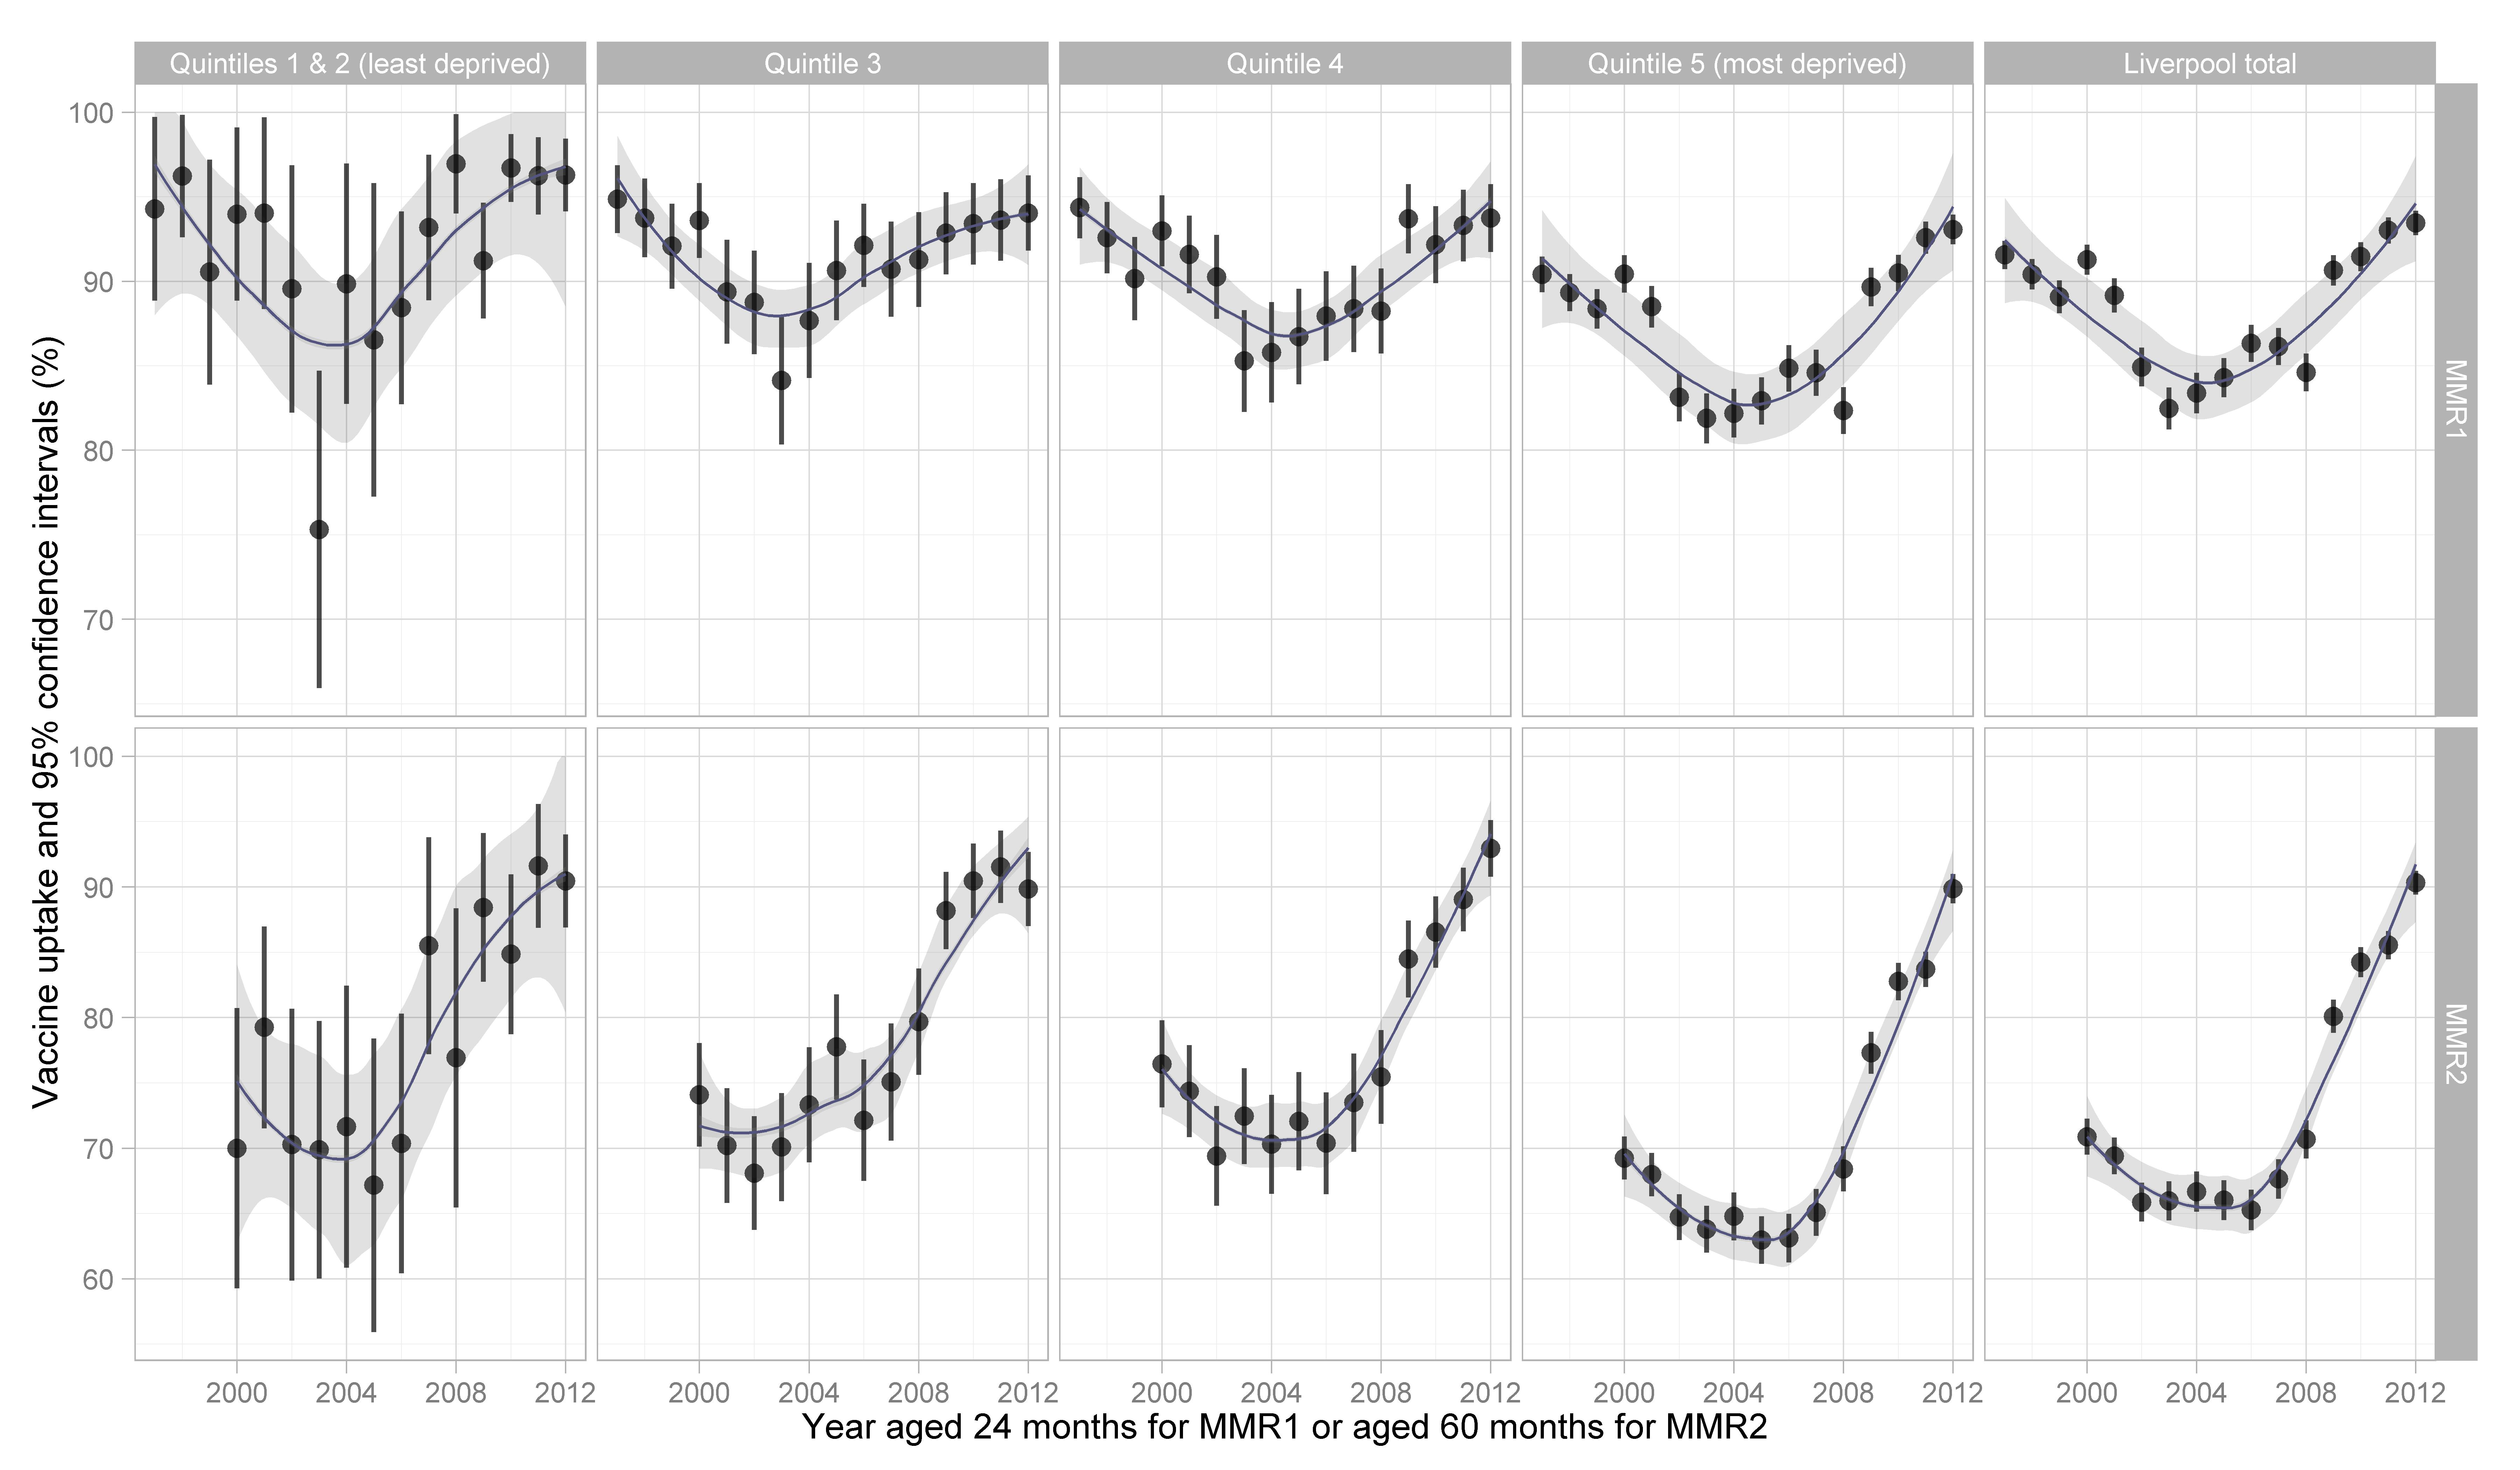 Quintiles 1 & 2 (least deprived)
Quintile 3
Quintile 4
Quintile 5 (most deprived)
Liverpool total
100
90
80
70
MMR1
100
90
80
70
60
MMR2
Vaccine uptake and 95% confidence intervals (%)
2000 2004 2008 2012
2000 2004 2008 2012
2000 2004 2008 2012
2000 2004 2008 2012
2000 2004 2008 2012
Year aged 24 months for MMR1 or aged 60 months for MMR2